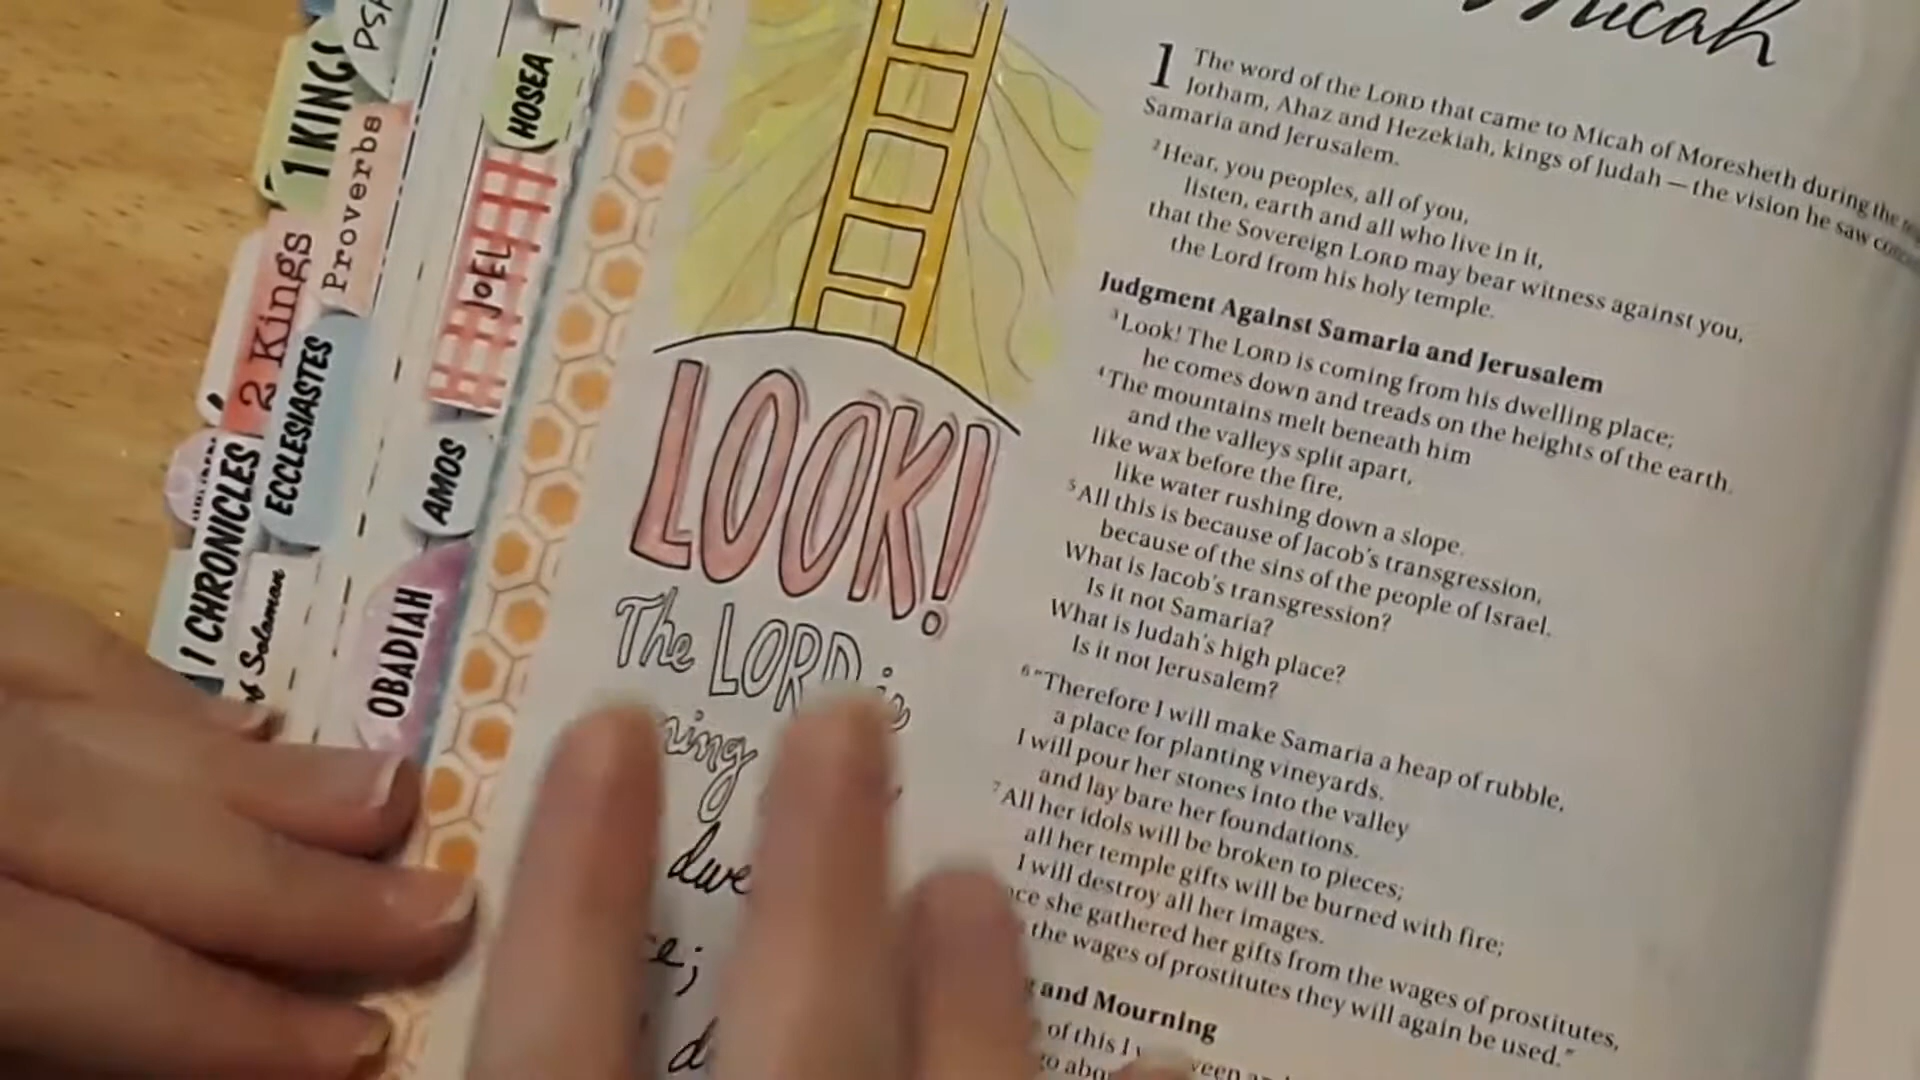 1 KINGS
Proverbs
2 Kings
ECCLESIASTES
1 CHRONICLES
Solomon
HOSEA
JOEL
AMOS
OBADIAH
LOOK!
The LORD is
Micah
1 The word of the LORD that came to Micah of Moresheth during the
Jotham, Ahaz and Hezekiah, kings of Judah — the vision he saw
Samaria and Jerusalem.
2 Hear, you peoples, all of you,
listen, earth and all who live in it,
that the Sovereign LORD may bear witness against you,
the Lord from his holy temple.
Judgment Against Samaria and Jerusalem
3 Look! The LORD is coming from his dwelling place;
he comes down and treads on the heights of the earth.
4 The mountains melt beneath him
and the valleys split apart,
like wax before the fire,
like water rushing down a slope.
5 All this is because of Jacob's transgression,
because of the sins of the people of Israel.
What is Jacob's transgression?
Is it not Samaria?
What is Judah's high place?
Is it not Jerusalem?
6 "Therefore I will make Samaria a heap of rubble,
a place for planting vineyards.
I will pour her stones into the valley
and lay bare her foundations.
7 All her idols will be broken to pieces;
all her temple gifts will be burned with fire;
I will destroy all her images.
she gathered her gifts from the wages of prostitutes,
the wages of prostitutes they will again be used."
and Mourning
of this I